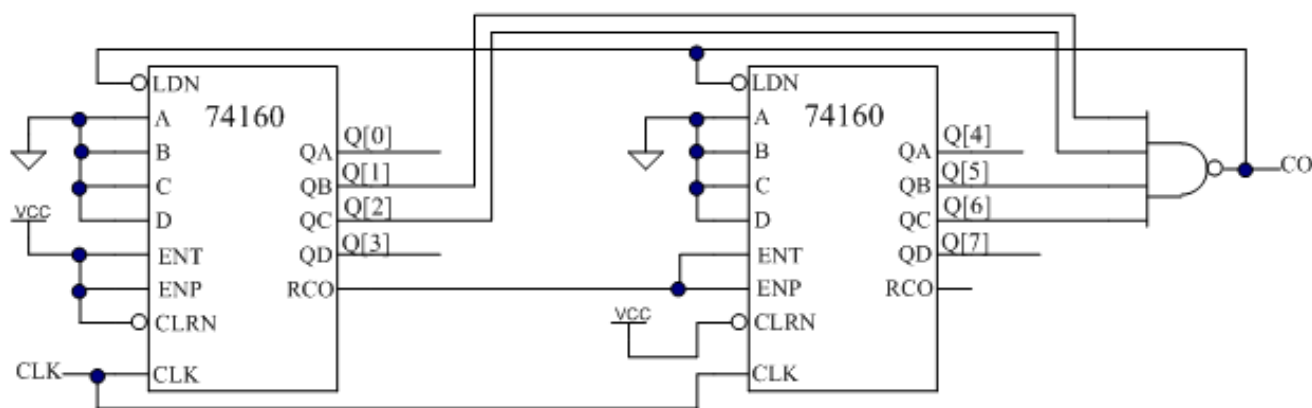 LDN
A
74160
B
QA
Q[0]
C
QB
Q[1]
D
QC
Q[2]
VCC
ENT
QD
Q[3]
ENP
RCO
CLRN
CLK
CLK
LDN
A
74160
B
QA
Q[4]
C
QB
Q[5]
D
QC
Q[6]
ENT
QD
Q[7]
ENP
RCO
VCC
CLRN
CLK
CO